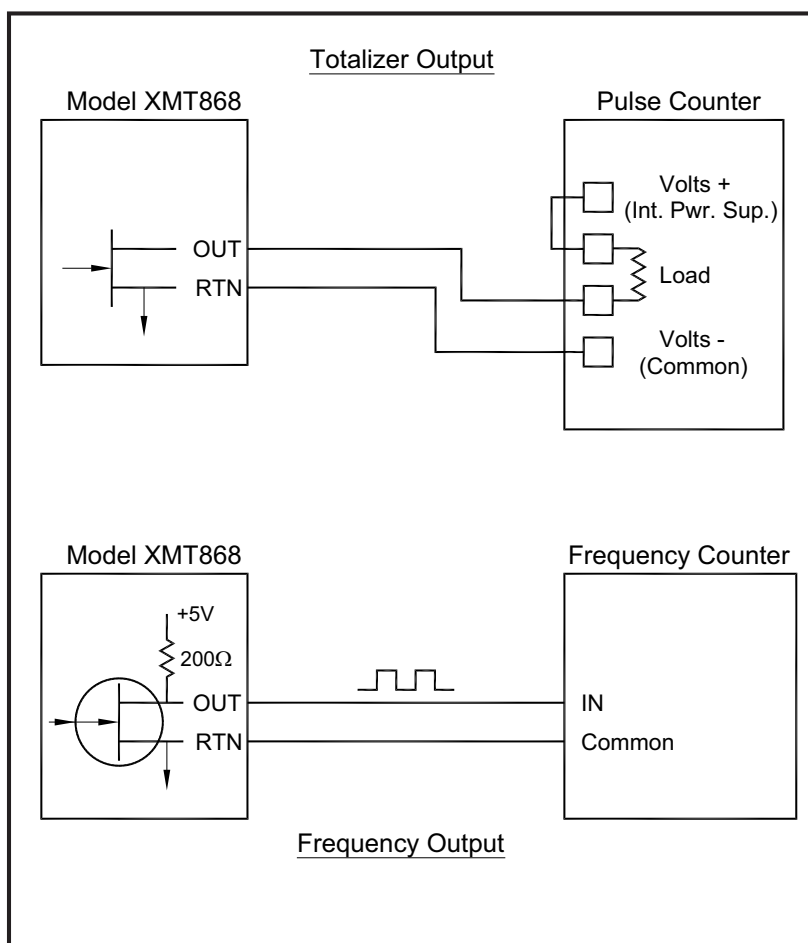 Totalizer Output
Model XMT868
Pulse Counter
OUT
RTN
Volts +
(Int. Pwr. Sup.)
Load
Volts -
(Common)
Model XMT868
Frequency Counter
+5V
200Ω
OUT
RTN
IN
Common
Frequency Output